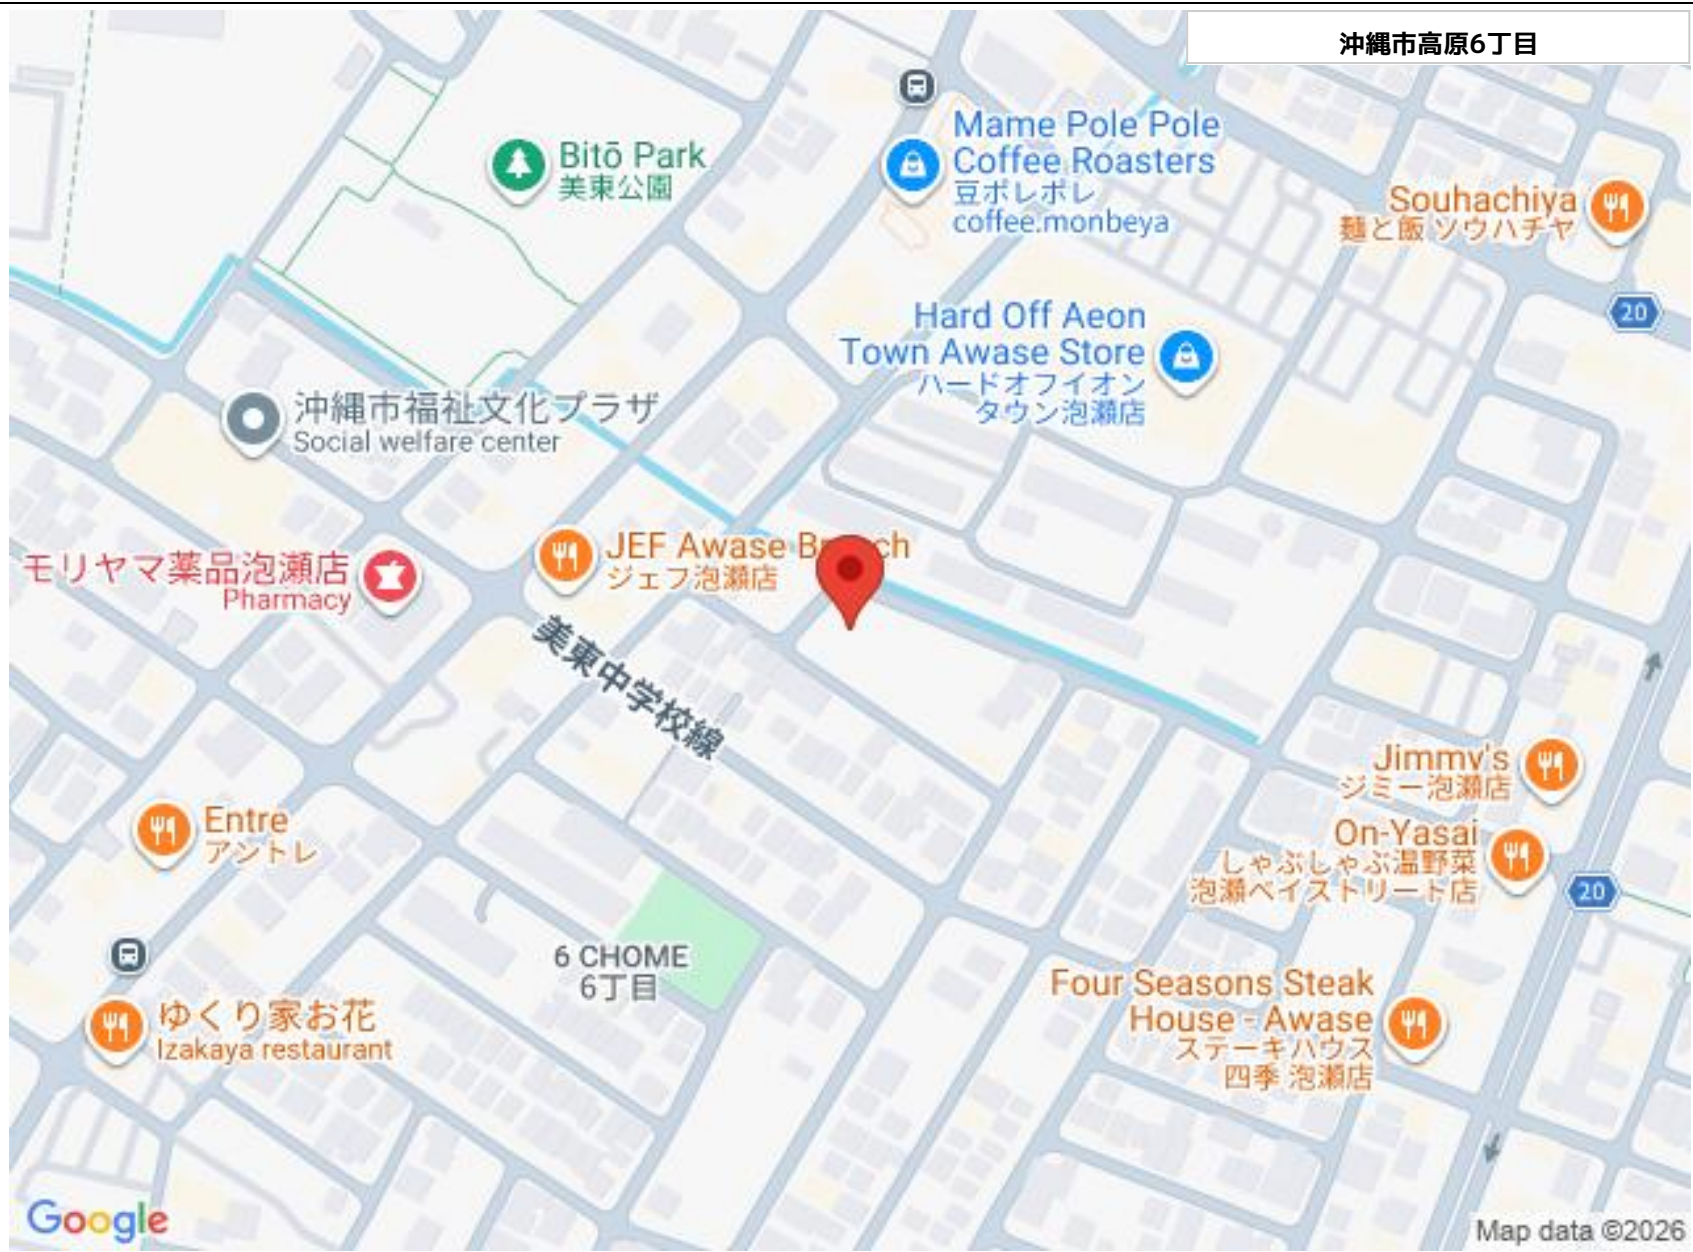 沖縄市高原6丁目
Mame Pole Pole
Coffee Roasters
豆ポレポレ
coffee.monbeya
Bitō Park
美東公園
Souhachiya
麺と飯 ソウハチヤ
20
Hard Off Aeon
Town Awase Store
ハードオフイオン
タウン泡瀬店
沖縄市福祉文化プラザ
Social welfare center
JEF Awase B
ch
ジェフ泡瀬店
モリヤマ薬品泡瀬店
Pharmacy
美東中学校線
Jimmy's
ジミー泡瀬店
Entre
アントレ
On-Yasai
しゃぶしゃぶ温野菜
泡瀬ベイストリート店
20
6 CHOME
6丁目
Four Seasons Steak
House - Awase
ステーキハウス
四季 泡瀬店
ゆくり家お花
Izakaya restaurant
Google
Map data ©2026